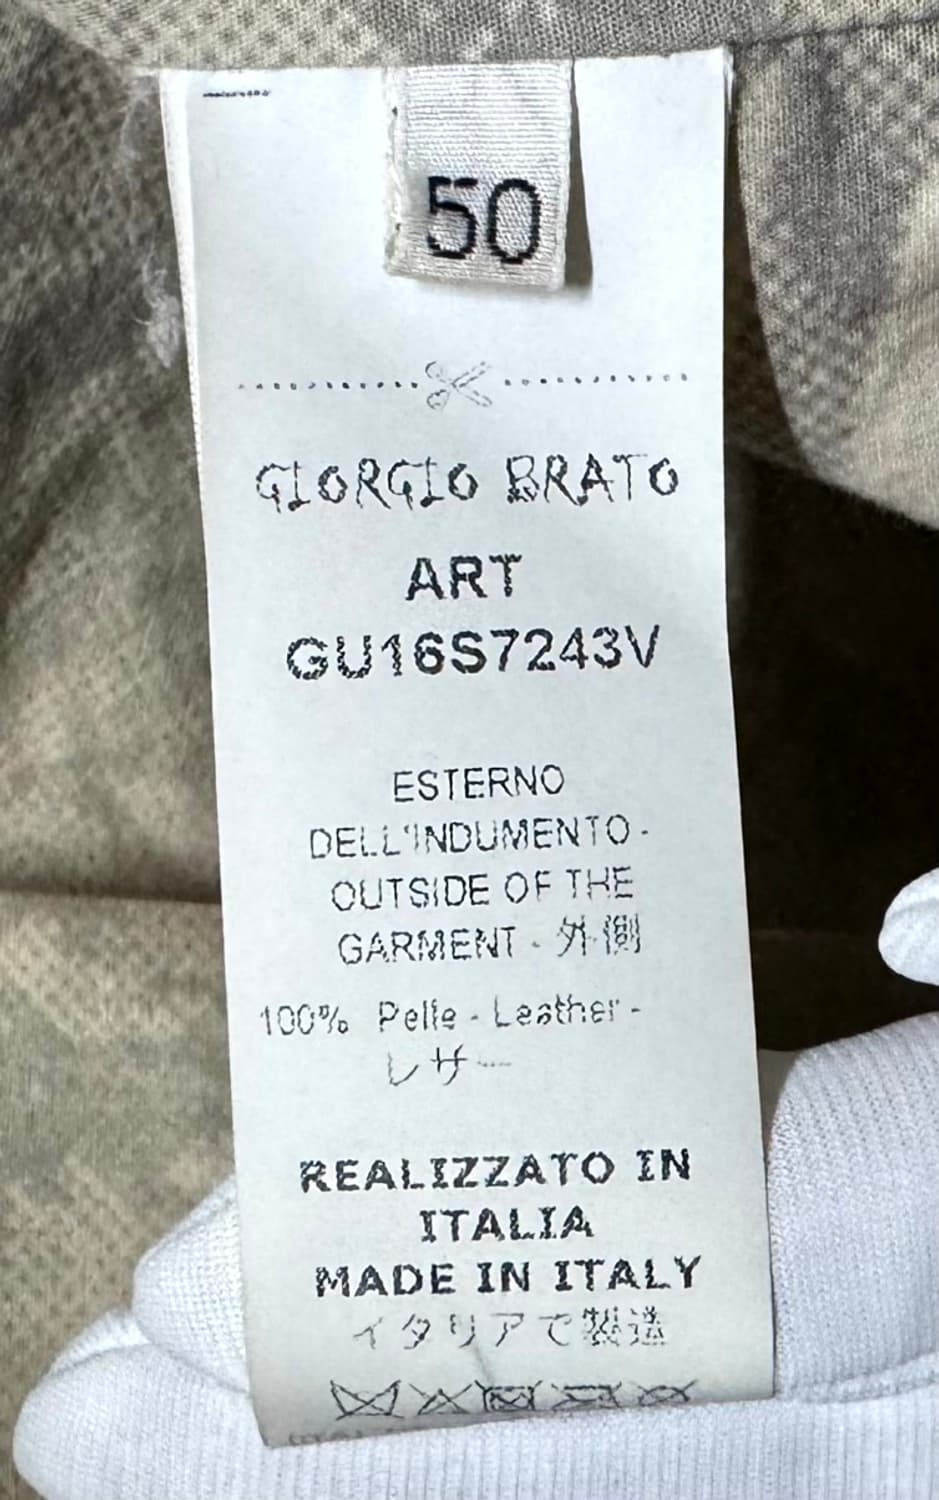 50
GIORGIO BRATO
ART
GU16S7243V
ESTERNO
DELL'INDUMENTO -
OUTSIDE OF THE
GARMENT - 外側
100% Pelle - Leather -
レザー
REALIZZATO IN
ITALIA
MADE IN ITALY
イタリアで製造